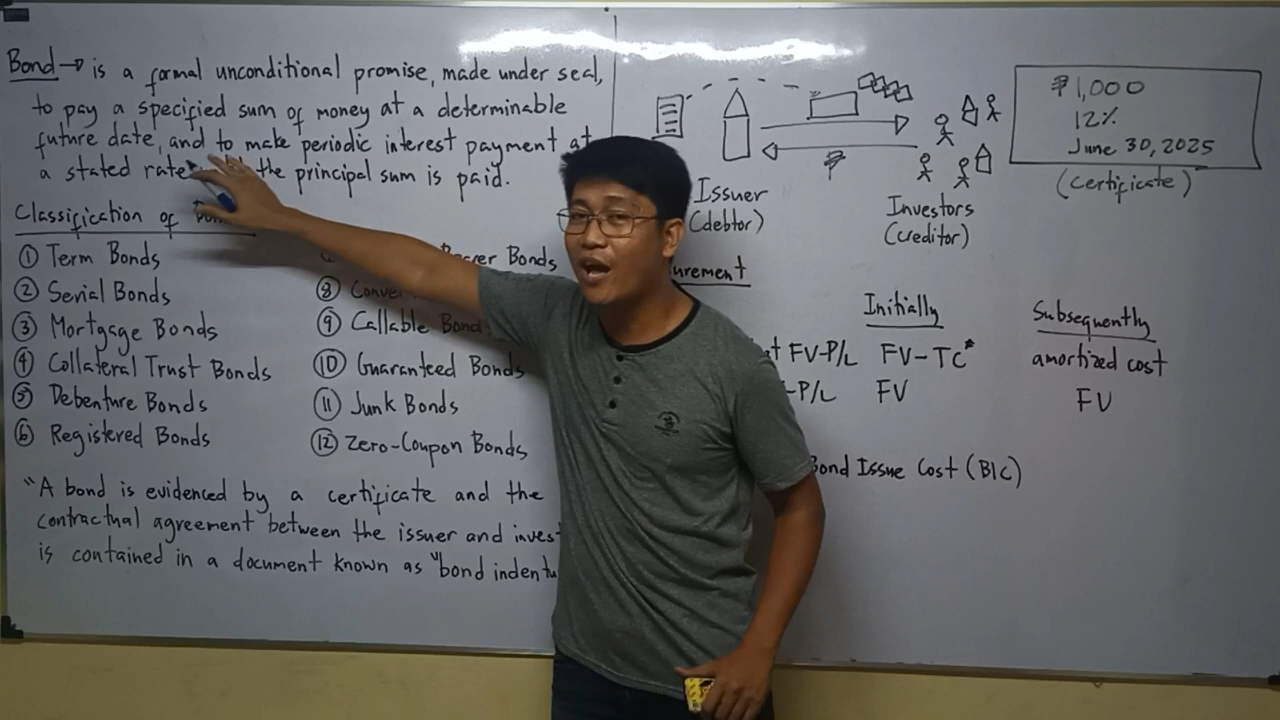 Bond → is a formal unconditional promise, made under seal,
to pay a specified sum of money at a determinable
future date, and to make periodic interest payment at
a stated rate the principal sum is paid.
Classification of
① Term Bonds
② Serial Bonds
③ Mortgage Bonds
④ Collateral Trust Bonds
⑤ Debenture Bonds
⑥ Registered Bonds
Bonds
⑧
⑨ Callable Bond
⑩ Guaranteed Bonds
⑪ Junk Bonds
⑫ Zero-Coupon Bonds
"A bond is evidenced by a certificate and the
contractual agreement between the issuer and
is contained in a document known as "bond
₱
Issuer
(debtor)
Investors
(creditor)
₱1,000
12%
June 30, 2025
(certificate)
Initially
Subsequently
FV-P/L FV-TC* amortized cost
-P/L FV FV
Bond Issue Cost (BIC)